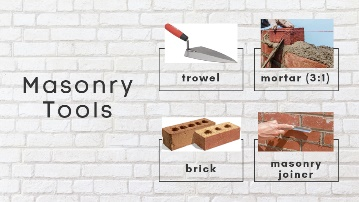 Masonry
Tools
trowel
mortar (3:1)
brick
masonry
joiner